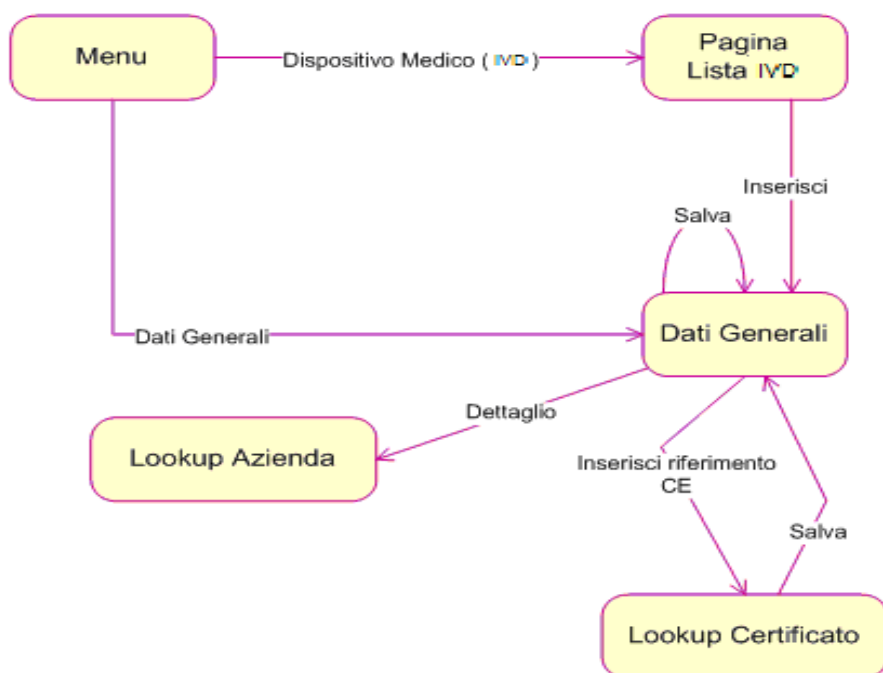 Menu
Dispositivo Medico ( IVD )
Pagina
Lista IVD
Inserisci
Salva
Dati Generali
Dati Generali
Dettaglio
Lookup Azienda
Inserisci riferimento
CE
Salva
Lookup Certificato